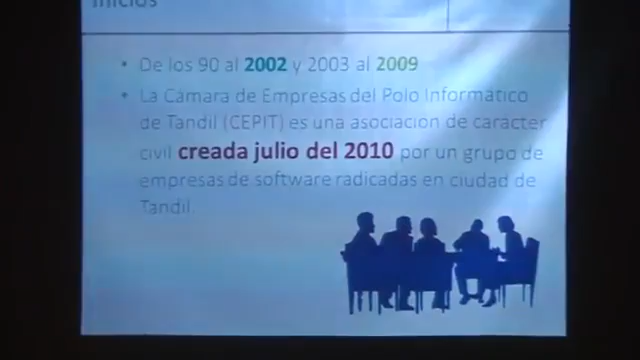 Inicios
• De los 90 al 2002 y 2003 al 2009
• La Cámara de Empresas del Polo Informático
de Tandil (CEPIT) es una asociación de carácter
civil creada julio del 2010 por un grupo de
empresas de software radicadas en ciudad de
Tandil.